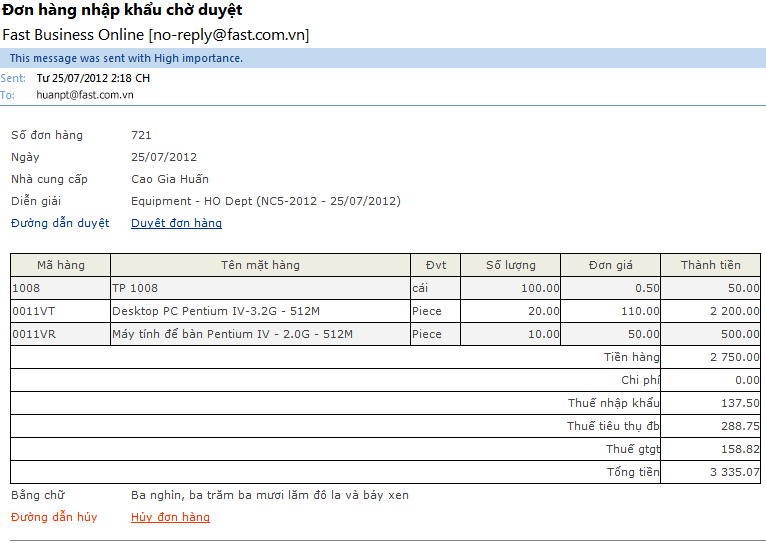 Đơn hàng nhập khẩu chờ duyệt
Fast Business Online [no-reply@fast.com.vn]
This message was sent with High importance.
Sent: Tư 25/07/2012 2:18 CH
To: huanpt@fast.com.vn
Số đơn hàng 721
Ngày 25/07/2012
Nhà cung cấp Cao Gia Huấn
Diễn giải Equipment - HO Dept (NC5-2012 - 25/07/2012)
Đường dẫn duyệt Duyệt đơn hàng
Mã hàng Tên mặt hàng Đvt Số lượng Đơn giá Thành tiền
1008 TP 1008 cái 100.00 0.50 50.00
0011VT Desktop PC Pentium IV-3.2G - 512M Piece 20.00 110.00 2 200.00
0011VR Máy tính để bàn Pentium IV - 2.0G - 512M Piece 10.00 50.00 500.00
Tiền hàng 2 750.00
Chi phí 0.00
Thuế nhập khẩu 137.50
Thuế tiêu thụ đb 288.75
Thuế gtgt 158.82
Tổng tiền 3 335.07
Bằng chữ Ba nghìn, ba trăm ba mươi lăm đô la và bảy xen
Đường dẫn hủy Hủy đơn hàng